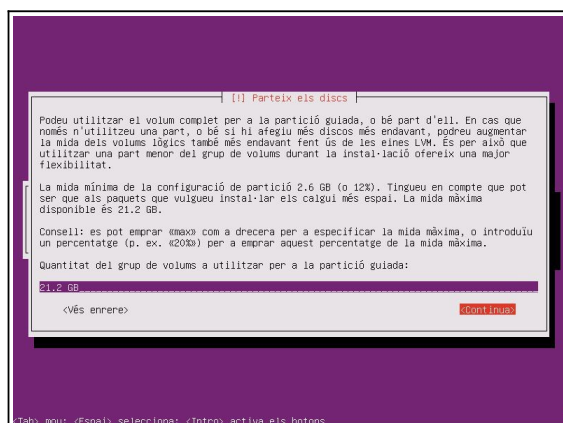 [!] Parteix els discs
Podeu utilitzar el volum complet per a la partició guiada, o bé part d'ell. En cas que
només n'utilitzeu una part, o bé si hi afegiu més discos més endavant, podreu augmentar
la mida dels volums lògics també més endavant fent ús de les eines LVM. És per això que
utilitzar una part menor del grup de volums durant la instal·lació ofereix una major
flexibilitat.
La mida mínima de la configuració de partició 2.6 GB (o 12%). Tingueu en compte que pot
ser que als paquets que vulgueu instal·lar els calgui més espai. La mida màxima
disponible és 21.2 GB.
Consell: es pot emprar «max» com a drecera per a especificar la mida màxima, o introduïu
un percentatge (p. ex. «20%») per a emprar aquest percentatge de la mida màxima.
Quantitat del grup de volums a utilitzar per a la partició guiada:
21.2 GB
<Vés enrere> <Continua>
<Tab> mou; <Espai> selecciona; <Intro> activa els botons